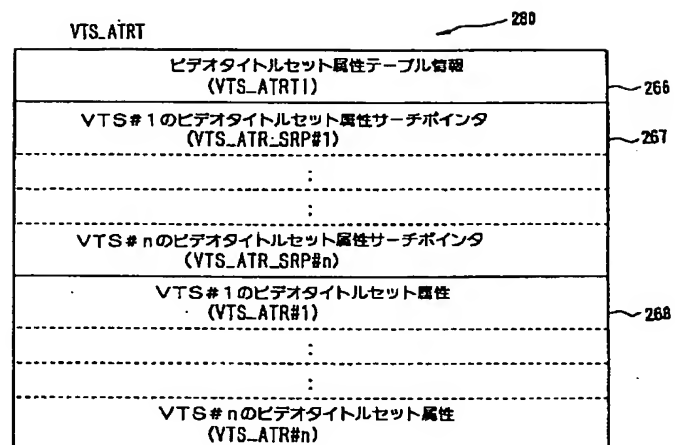 VTS_ATRT
280
ビデオタイトルセット属性テーブル情報
(VTS_ATRTI)
266
VTS#1のビデオタイトルセット属性サーチポインタ
(VTS_ATR_SRP#1)
267
:
:
VTS#nのビデオタイトルセット属性サーチポインタ
(VTS_ATR_SRP#n)
VTS#1のビデオタイトルセット属性
(VTS_ATR#1)
268
:
:
VTS#nのビデオタイトルセット属性
(VTS_ATR#n)